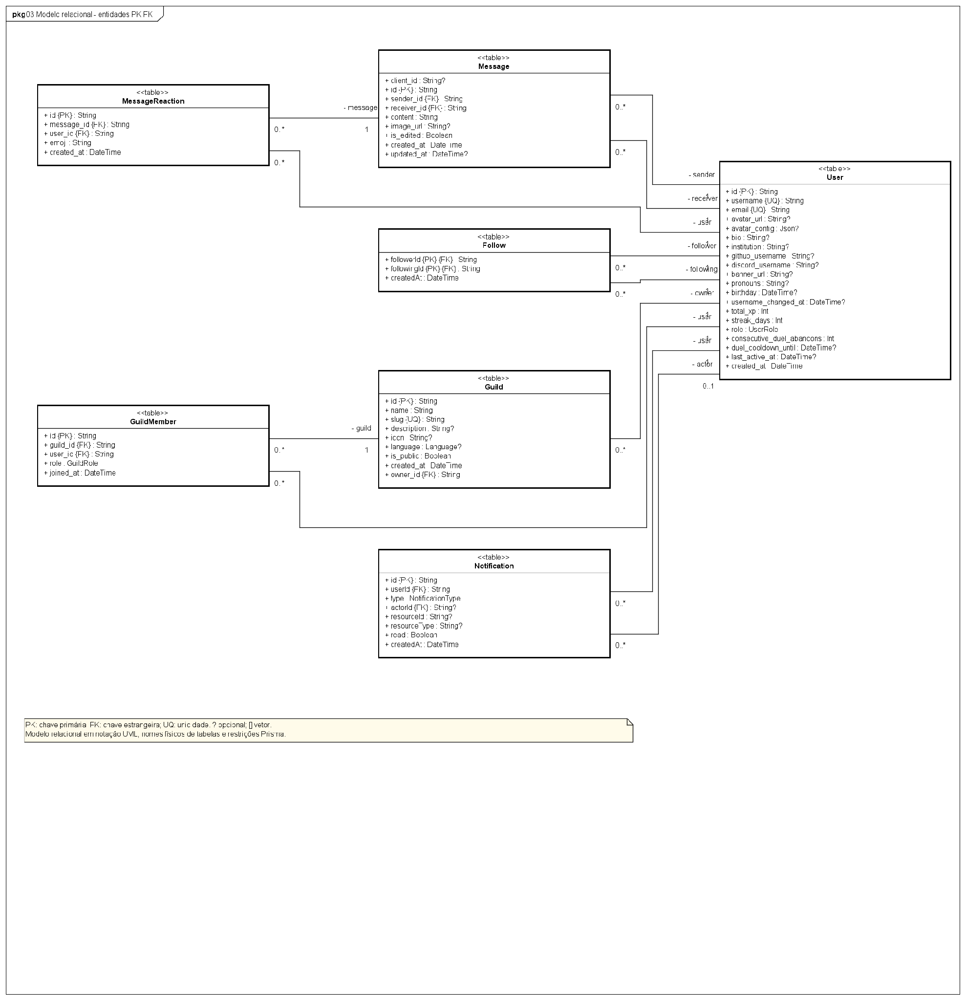 pkg 03 Modelo relacional - entidades PK FK
<<table>>
Message
+ client_id : String?
+ id {PK} : String
+ sender_id {FK} : String
+ receiver_id {FK} : String
+ content : String
+ image_url : String?
+ is_edited : Boolean
+ created_at : DateTime
+ updated_at : DateTime?
<<table>>
MessageReaction
+ id {PK} : String
+ message_id {FK} : String
+ user_id {FK} : String
+ emoji : String
+ created_at : DateTime
- message
0..*
1
0..*
0..*
0..*
<<table>>
User
+ id {PK} : String
+ username {UQ} : String
+ email {UQ} : String
+ avatar_url : String?
+ avatar_config : Json?
+ bio : String?
+ institution : String?
+ github_username : String?
+ discord_username : String?
+ banner_url : String?
+ pronouns : String?
+ birthday : DateTime?
+ username_changed_at : DateTime?
+ total_xp : Int
+ streak_days : Int
+ role : UserRole
+ consecutive_duel_abandons : Int
+ duel_cooldown_until : DateTime?
+ last_active_at : DateTime?
+ created_at : DateTime
- sender
1
- receiver
1
- user
1
- follower
1
- following
1
- owner
1
- user
1
- user
1
- actor
0..1
<<table>>
Follow
+ followerId {PK} {FK} : String
+ followingId {PK} {FK} : String
+ createdAt : DateTime
0..*
0..*
<<table>>
Guild
+ id {PK} : String
+ name : String
+ slug {UQ} : String
+ description : String?
+ icon : String?
+ language : Language?
+ is_public : Boolean
+ created_at : DateTime
+ owner_id {FK} : String
0..*
<<table>>
GuildMember
+ id {PK} : String
+ guild_id {FK} : String
+ user_id {FK} : String
+ role : GuildRole
+ joined_at : DateTime
- guild
0..*
1
0..*
<<table>>
Notification
+ id {PK} : String
+ userId {FK} : String
+ type : NotificationType
+ actorId {FK} : String?
+ resourceId : String?
+ resourceType : String?
+ read : Boolean
+ createdAt : DateTime
0..*
0..*
PK: chave primária; FK: chave estrangeira; UQ: unicidade; ? opcional; [] vetor.
Modelo relacional em notação UML; nomes físicos de tabelas e restrições Prisma.